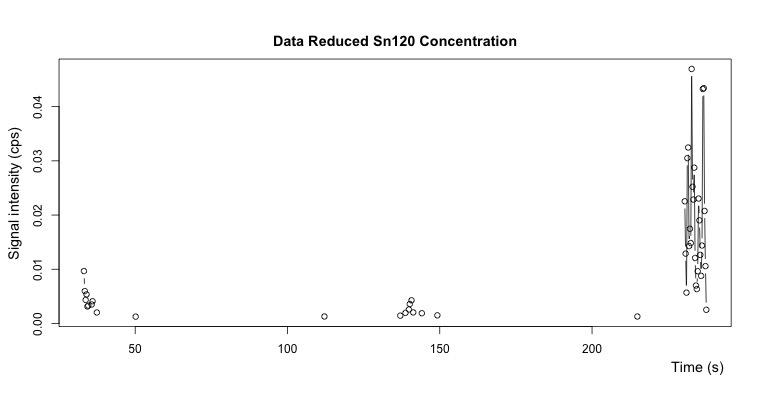 Data Reduced Sn120 Concentration
Signal intensity (cps)
0.04
0.03
0.02
0.01
0.00
50 100 150 200
Time (s)